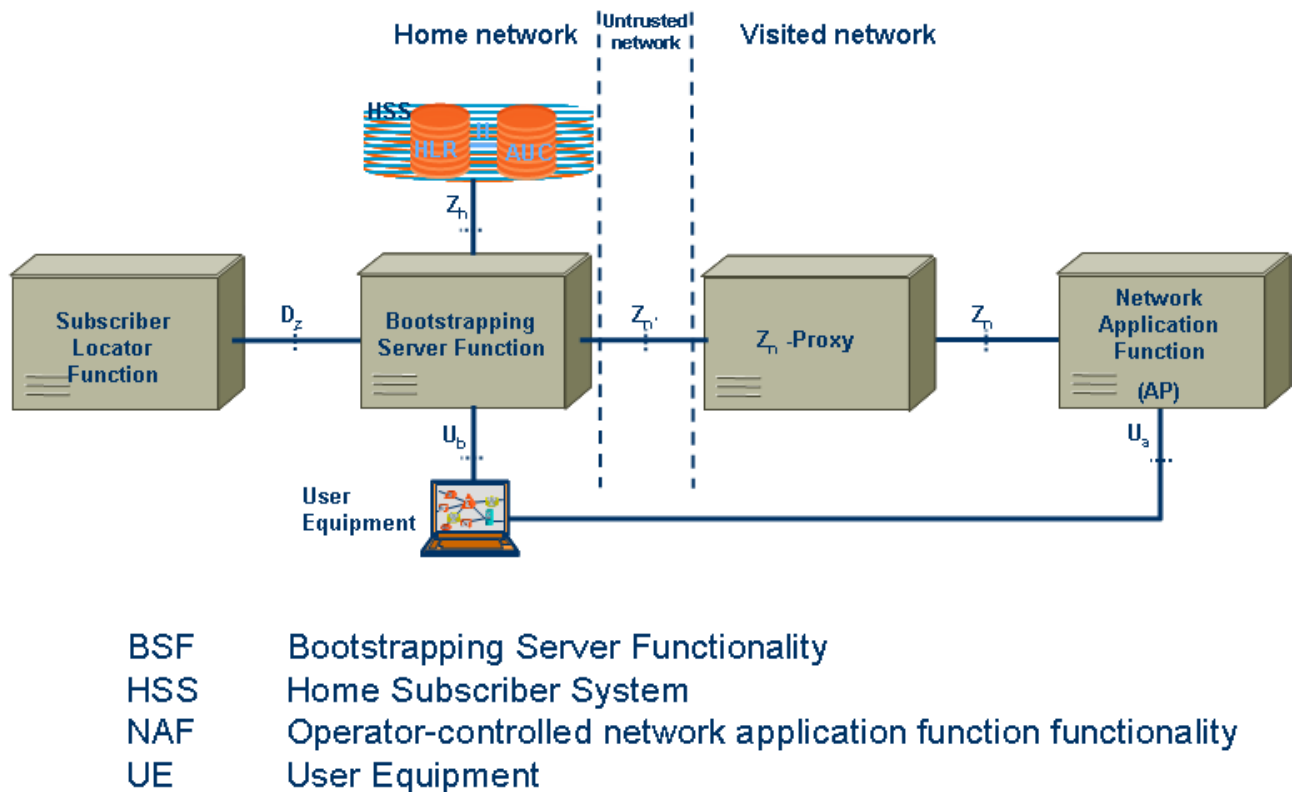 Home network
Untrusted
network
Visited network
HSS
HLR
H
AUC
Zh
Subscriber
Locator
Function
Dz
Bootstrapping
Server Function
Zn'
Zn -Proxy
Zn
Network
Application
Function
(AP)
Ub
Ua
User
Equipment
BSF Bootstrapping Server Functionality
HSS Home Subscriber System
NAF Operator-controlled network application function functionality
UE User Equipment